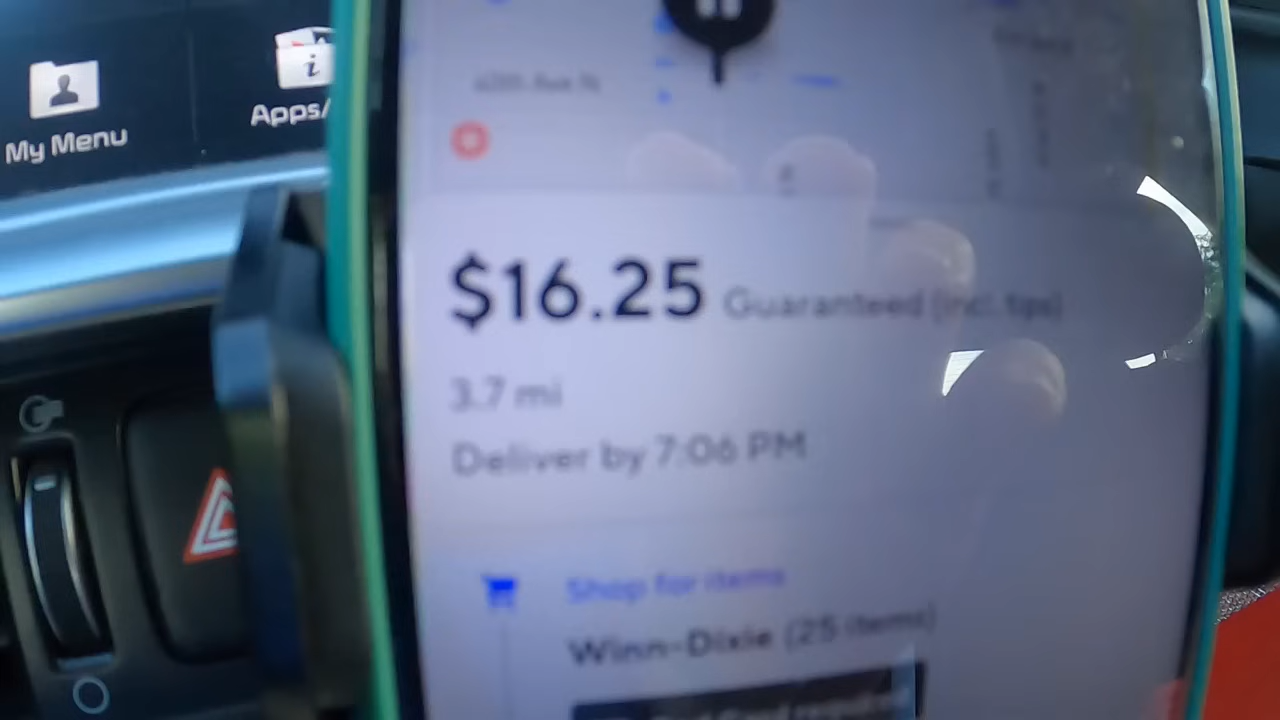 My Menu
Apps/
$16.25 Guaranteed (incl. tips)
3.7 mi
Deliver by 7:06 PM
Shop for items
Winn-Dixie (25 items)